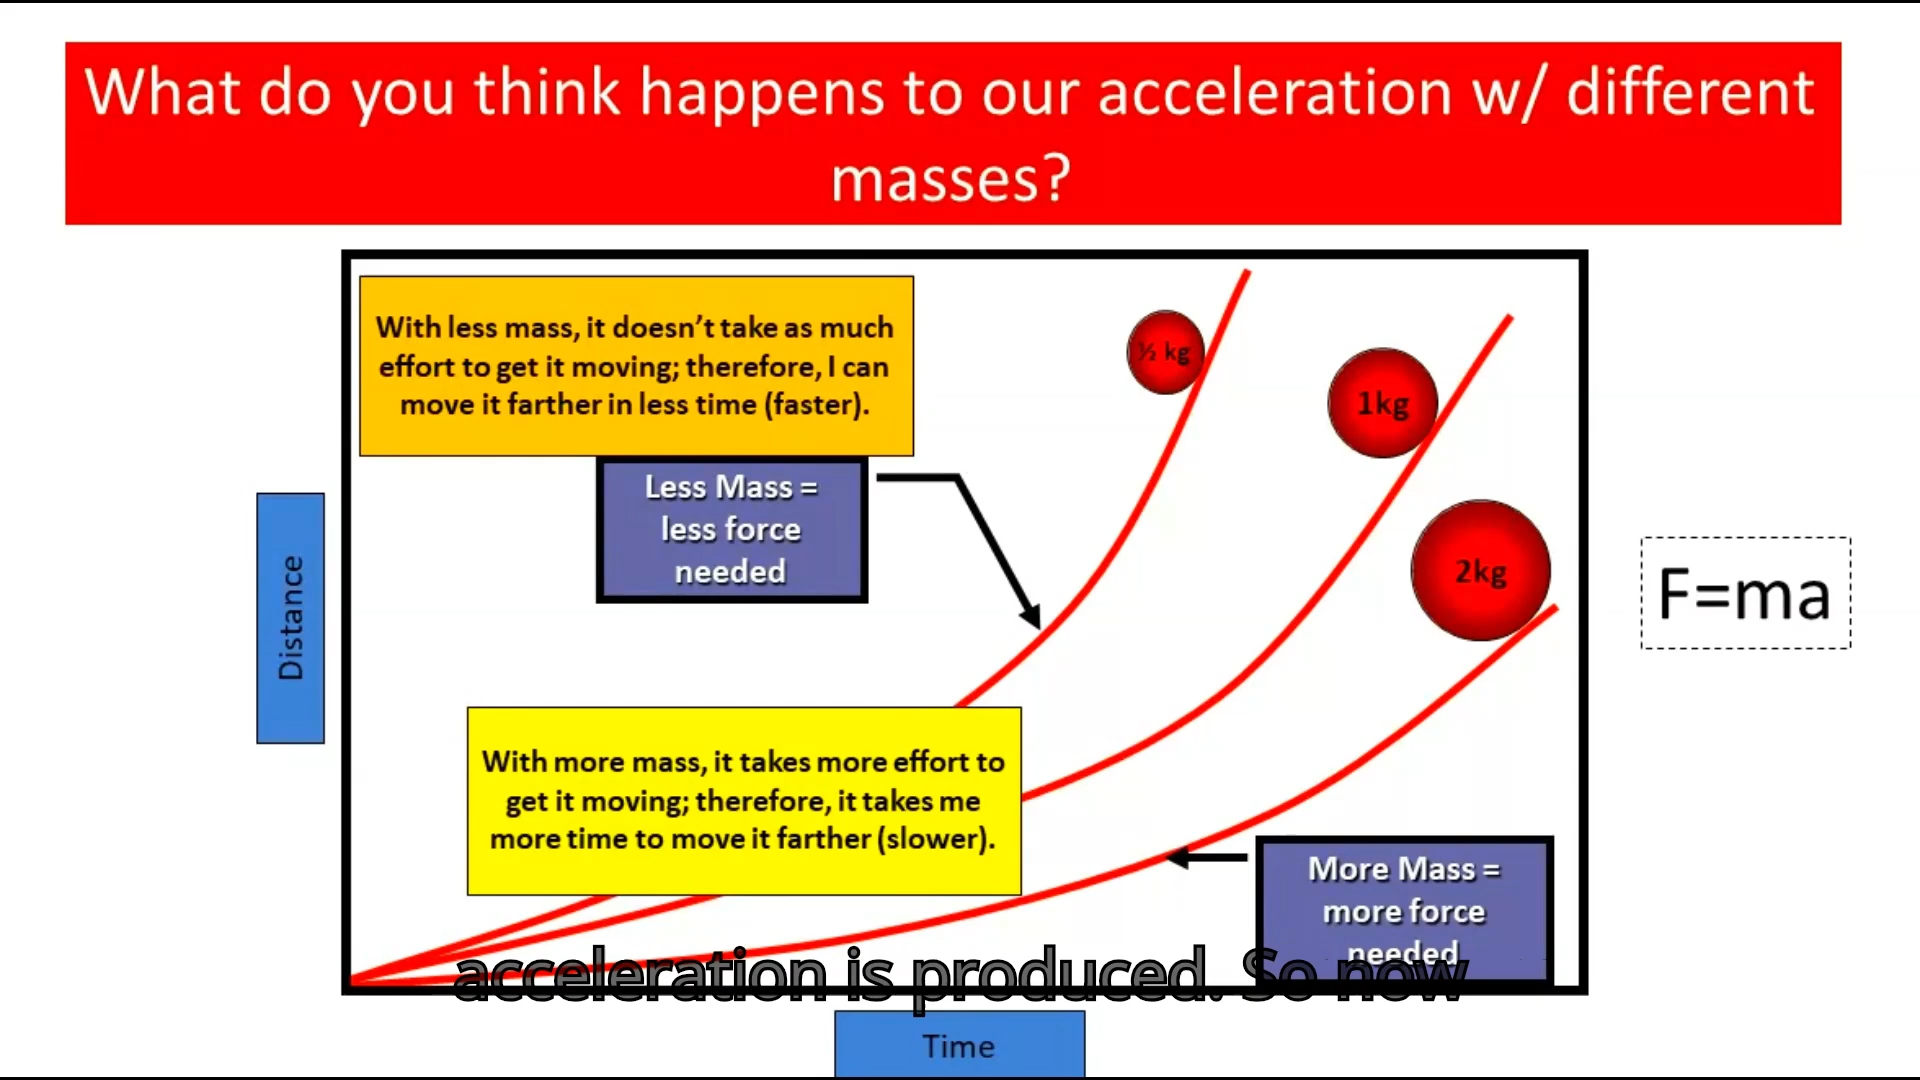 What do you think happens to our acceleration w/ different
masses?
With less mass, it doesn't take as much
effort to get it moving; therefore, I can
move it farther in less time (faster).
Less Mass =
less force
needed
½ kg
1kg
2kg
Distance
F=ma
With more mass, it takes more effort to
get it moving; therefore, it takes me
more time to move it farther (slower).
More Mass =
more force
needed
acceleration is produced. So now
Time